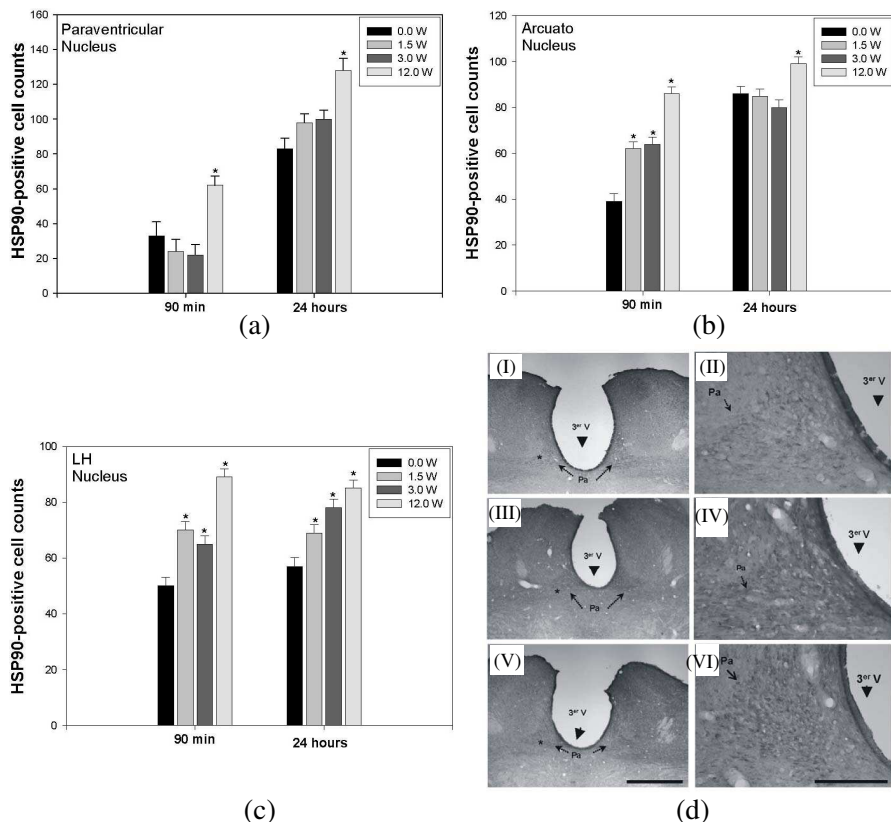 Paraventricular
Nucleus
0.0 W
1.5 W
3.0 W
12.0 W
HSP90-positive cell counts
160
140
120
100
80
60
40
20
0
*
*
90 min
24 hours
(a)
Arcuato
Nucleus
0.0 W
1.5 W
3.0 W
12.0 W
HSP90-positive cell counts
120
100
80
60
40
20
0
* * *
*
90 min
24 hours
(b)
LH
Nucleus
0.0 W
1.5 W
3.0 W
12.0 W
HSP90-positive cell counts
100
80
60
40
20
0
* * *
* * *
90 min
24 hours
(c)
(I)
3er V
*
Pa
(II)
3er V
Pa
(III)
3er V
*
Pa
(IV)
3er V
Pa
(V)
3er V
*
Pa
(VI)
Pa
3er V
(d)